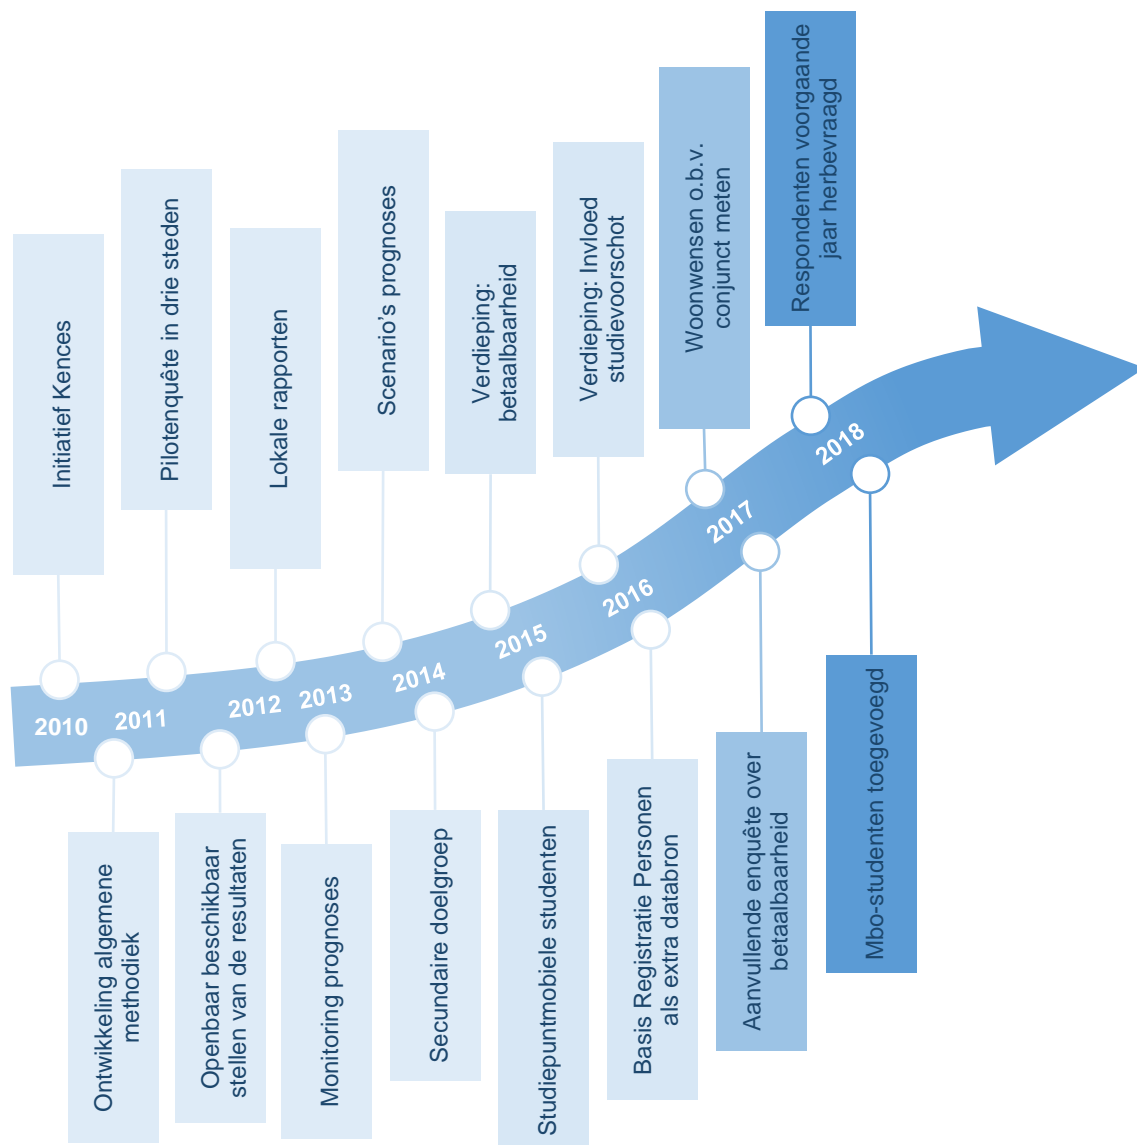 Initiatief Kences
Pilotenquête in drie steden
Lokale rapporten
Scenario's prognoses
Verdieping:
betaalbaarheid
Verdieping: Invloed
studievoorschot
Woonwensen o.b.v.
conjunct meten
Respondenten voorgaande
jaar herbevraagd
2010
2011
2012
2013
2014
2015
2016
2017
2018
Ontwikkeling algemene
methodiek
Openbaar beschikbaar
stellen van de resultaten
Monitoring prognoses
Secundaire doelgroep
Studiepuntmobiele studenten
Basis Registratie Personen
als extra databron
Aanvullende enquête over
betaalbaarheid
Mbo-studenten toegevoegd